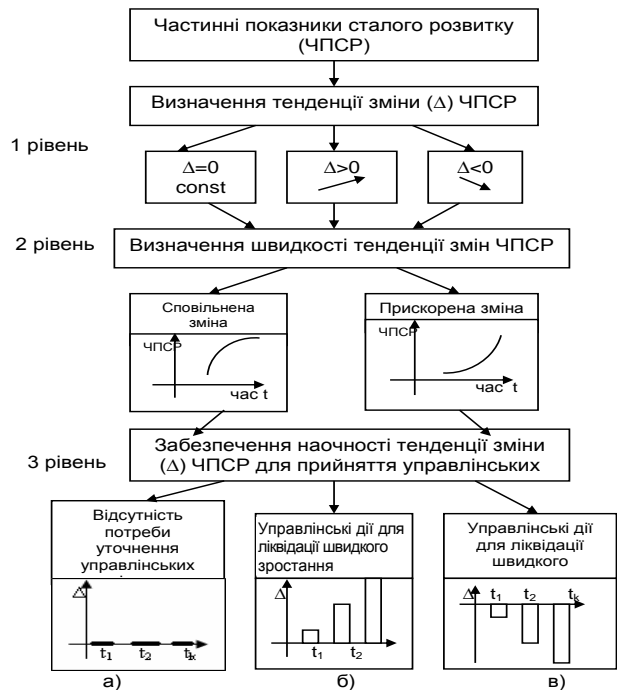 Частинні показники сталого розвитку
(ЧПСР)
Визначення тенденції зміни (Δ) ЧПСР
1 рівень
Δ=0
const
Δ>0
Δ<0
2 рівень
Визначення швидкості тенденції змін ЧПСР
Сповільнена
зміна
ЧПСР
час t
Прискорена зміна
ЧПСР
час t
3 рівень
Забезпечення наочності тенденції зміни
(Δ) ЧПСР для прийняття управлінських
Відсутність
потреби
уточнення
управлінських
Δ
t1
t2
tk
а)
Управлінські дії для
ліквідації швидкого
зростання
Δ
t1
t2
б)
Управлінські дії
для ліквідації
швидкого
Δ
t1
t2
tk
в)